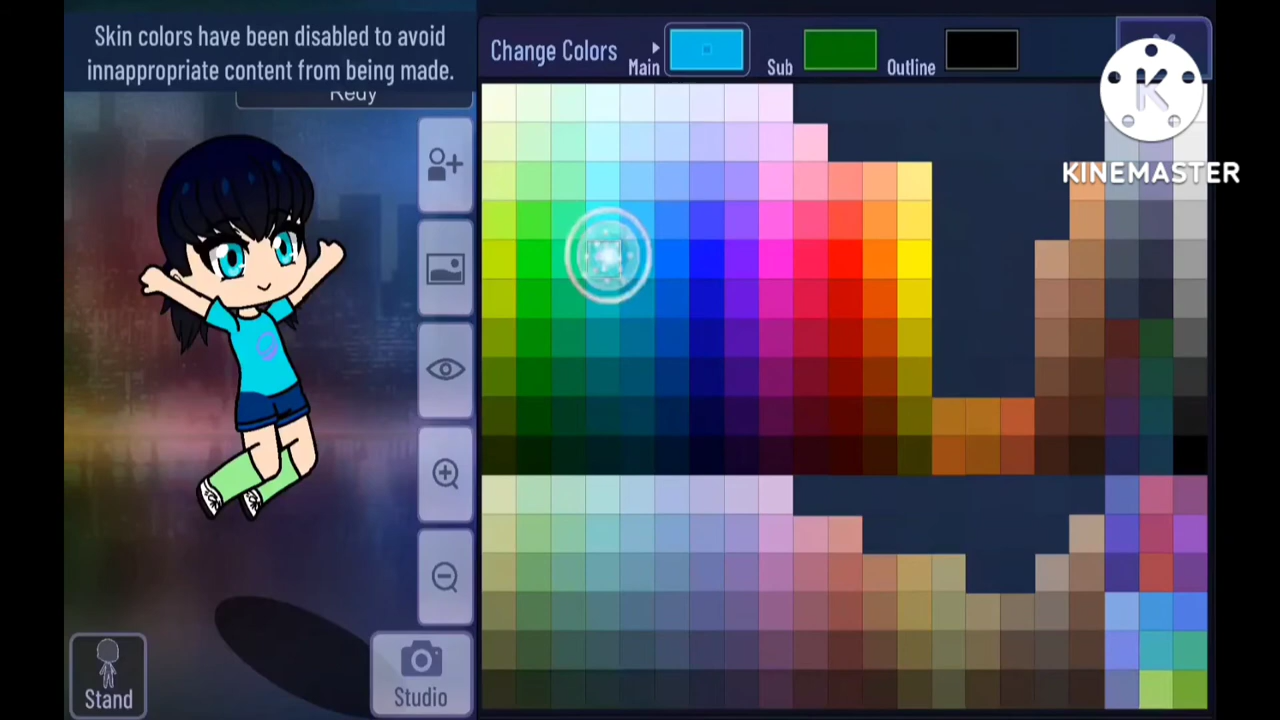 Skin colors have been disabled to avoid
innappropriate content from being made.
Change Colors
Main
Sub
Outline
Redy
K
KINEMASTER
Stand
Studio